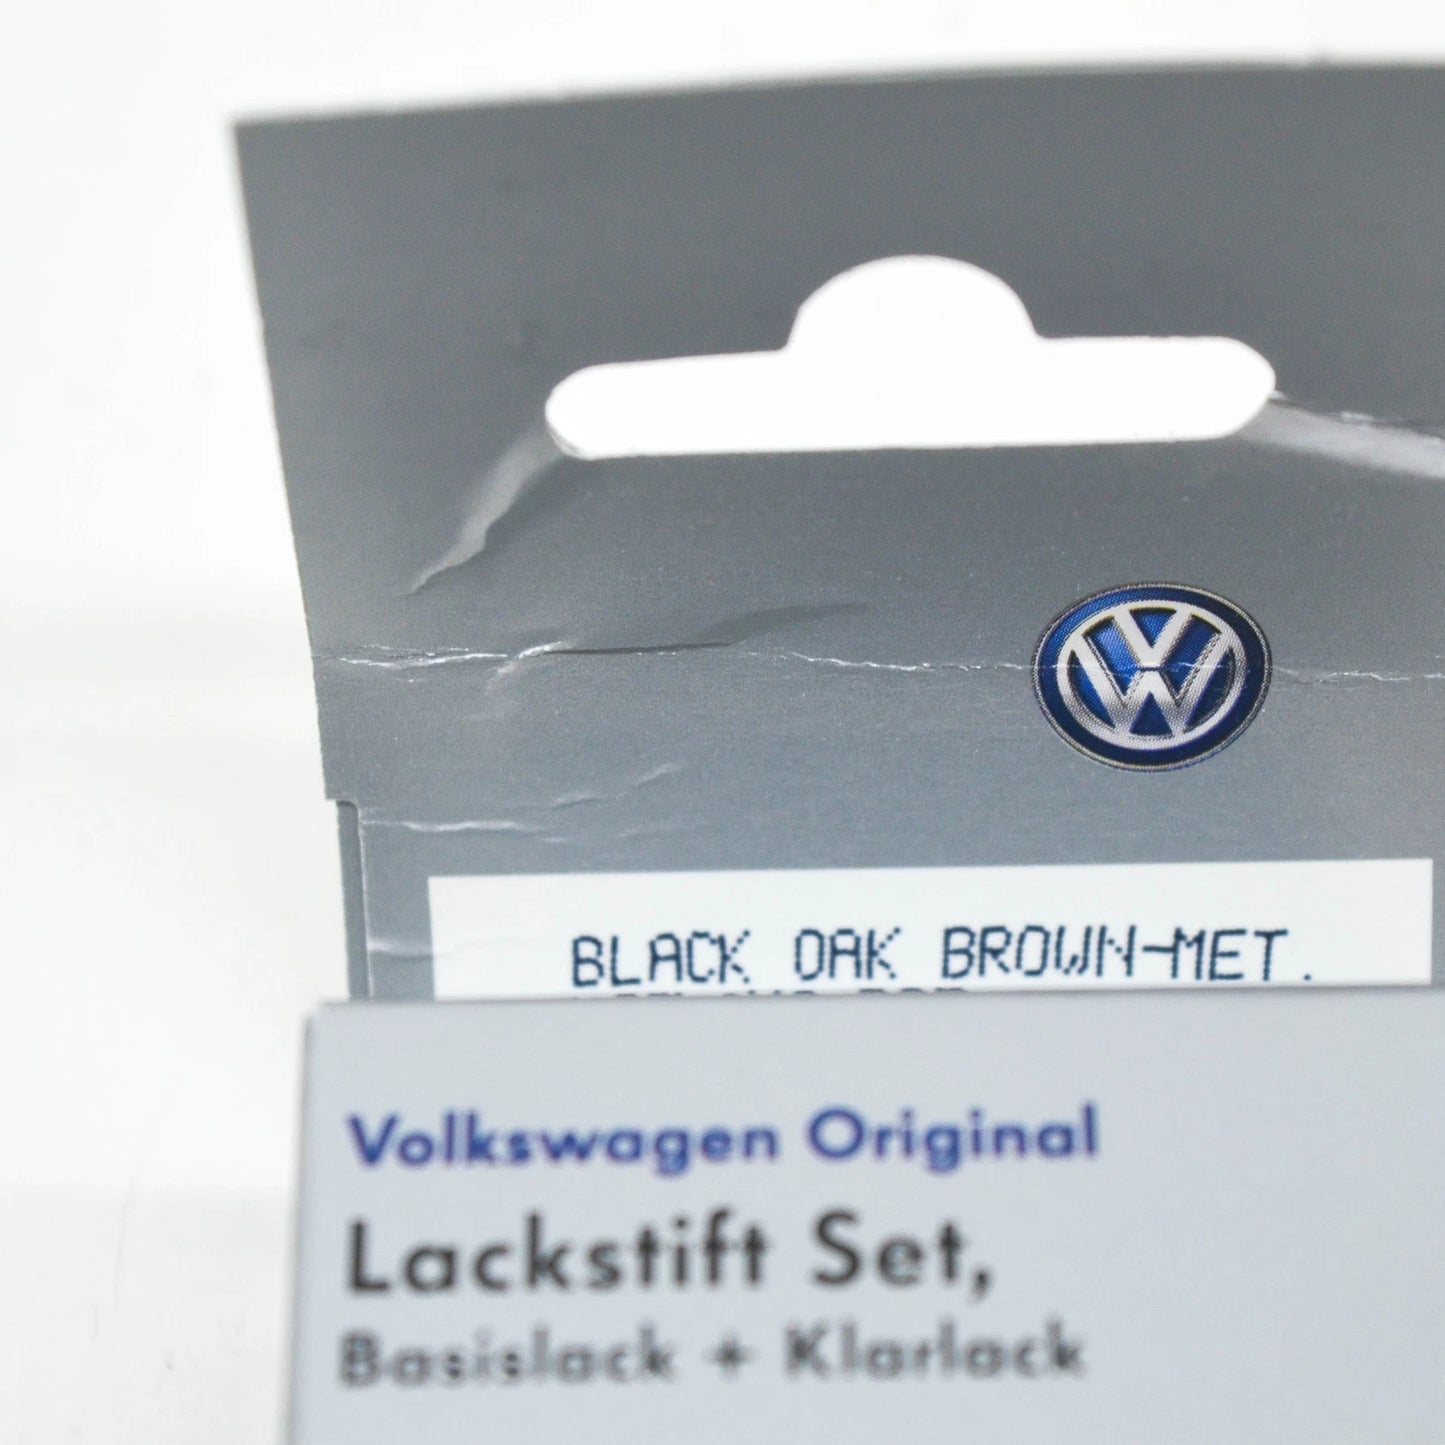 BLACK OAK BROWN-MET.
Volkswagen Original
Lackstift Set,
Basislack + Klarlack